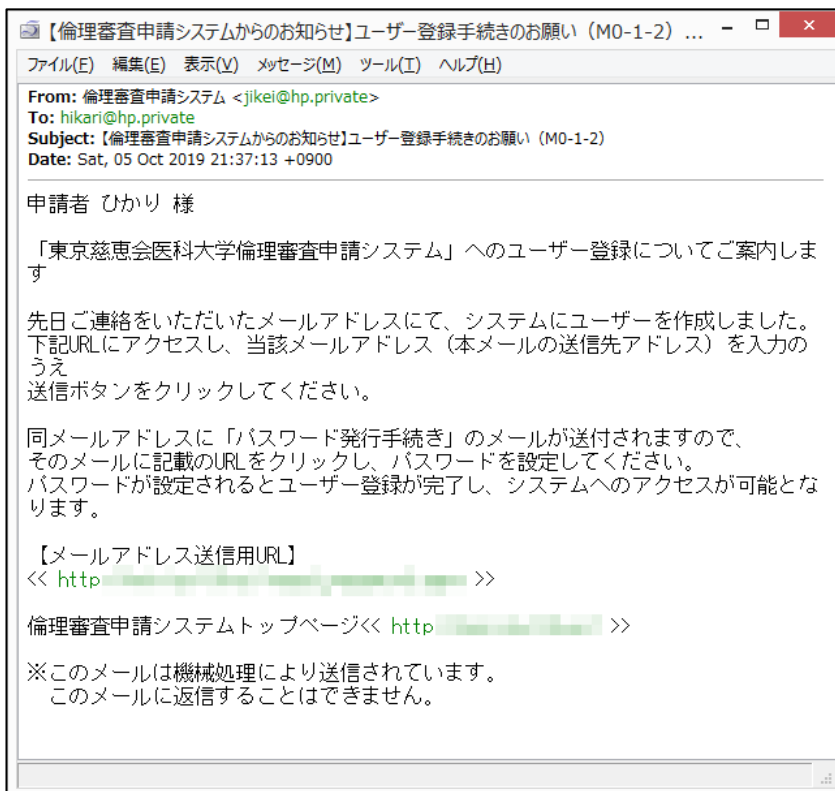 【倫理審査申請システムからのお知らせ】ユーザー登録手続きのお願い（M0-1-2）...
ファイル(F) 編集(E) 表示(V) メッセージ(M) ツール(T) ヘルプ(H)
From: 倫理審査申請システム <jikei@hp.private>
To: hikari@hp.private
Subject: 【倫理審査申請システムからのお知らせ】ユーザー登録手続きのお願い（M0-1-2）
Date: Sat, 05 Oct 2019 21:37:13 +0900
申請者 ひかり 様
「東京慈恵会医科大学倫理審査申請システム」へのユーザー登録についてご案内しま
す
先日ご連絡をいただいたメールアドレスにて、システムにユーザーを作成しました。
下記URLにアクセスし、当該メールアドレス（本メールの送信先アドレス）を入力の
うえ
送信ボタンをクリックしてください。
同メールアドレスに「パスワード発行手続き」のメールが送付されますので、
そのメールに記載のURLをクリックし、パスワードを設定してください。
パスワードが設定されるとユーザー登録が完了し、システムへのアクセスが可能とな
ります。
【メールアドレス送信用URL】
<< http >>
倫理審査申請システムトップページ<< http >>
※このメールは機械処理により送信されています。
このメールに返信することはできません。